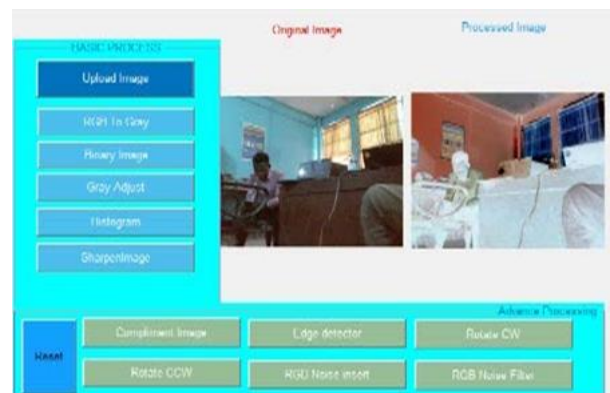 Original Image
Processed Image
BASIC PROCESS
Upload Image
RGB To Gray
Binary Image
Gray Adjust
Histogram
SharpenImage
Advance Processing
Reset
Compliment Image
Edge detector
Rotate CW
Rotate CCW
RGB Noise insert
RGB Noise Filter